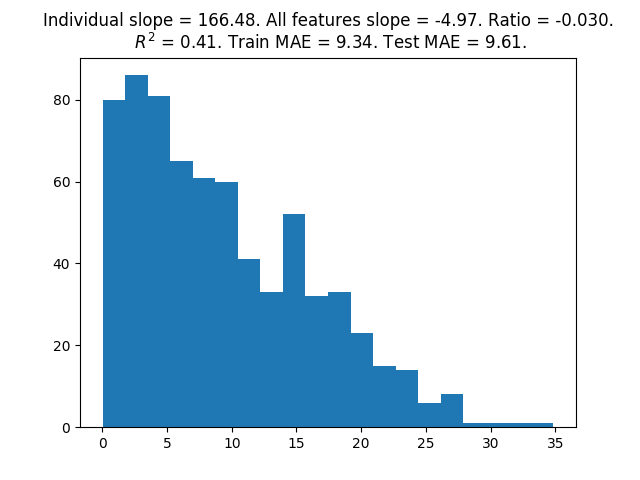 Individual slope = 166.48. All features slope = -4.97. Ratio = -0.030.
R² = 0.41. Train MAE = 9.34. Test MAE = 9.61.
80
60
40
20
0
0 5 10 15 20 25 30 35